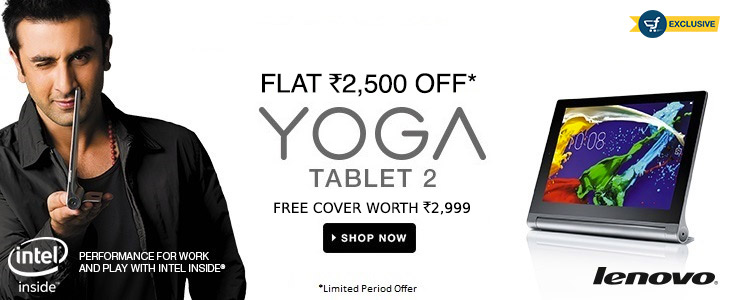 EXCLUSIVE
FLAT ₹2,500 OFF*
YOGA
TABLET 2
FREE COVER WORTH ₹2,999
SHOP NOW
*Limited Period Offer
intel
inside™
PERFORMANCE FOR WORK
AND PLAY WITH INTEL INSIDE®
lenovo.